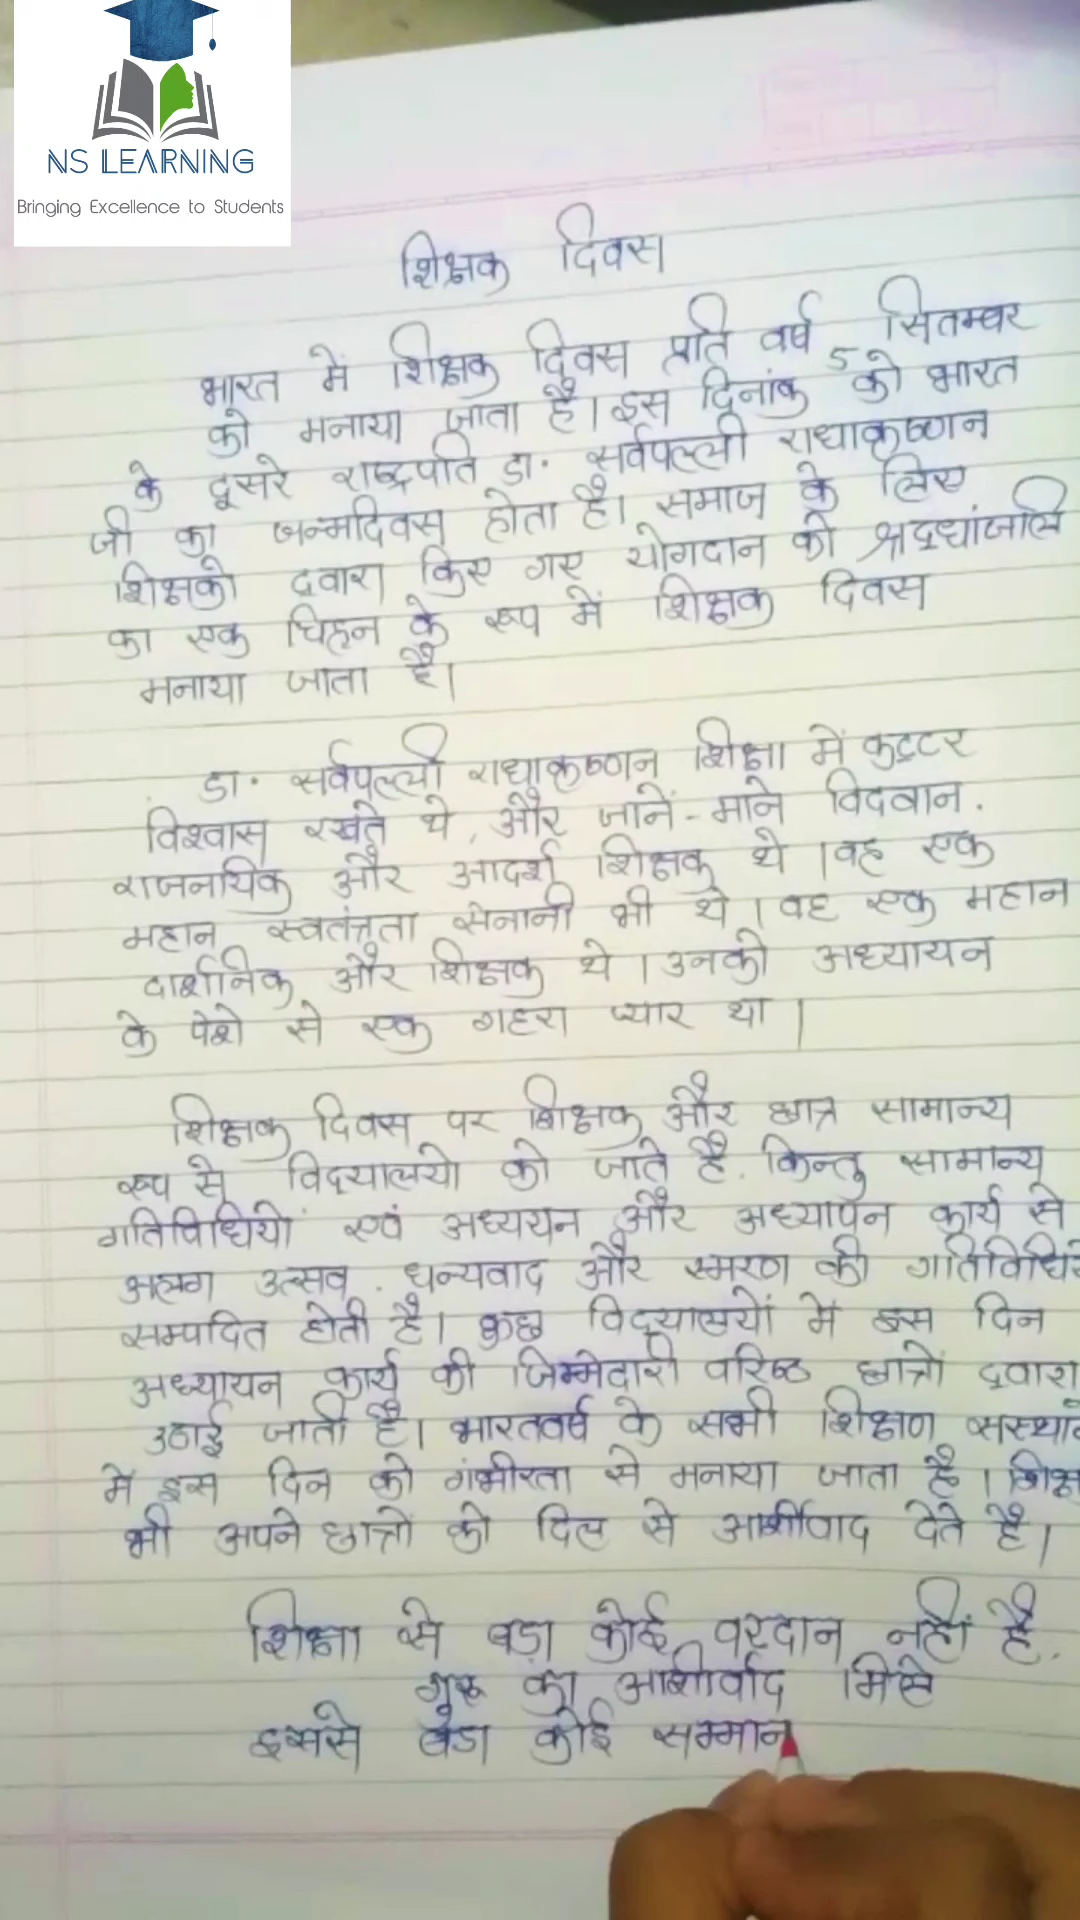 NS LEARNING
Bringing Excellence to Students
शिक्षक दिवस
भारत में शिक्षक दिवस प्रति वर्ष 5 सितम्बर
को मनाया जाता है। इस दिनांक को भारत
के दूसरे राष्ट्रपति डा. सर्वपल्ली राधाकृष्णन
जी का जन्मदिवस होता है। समाज के लिए
शिक्षको द्वारा किए गए योगदान को श्रद्धांजलि
का एक चिह्न के रूप में शिक्षक दिवस
मनाया जाता है।
डा. सर्वपल्ली राधाकृष्णन शिक्षा में कट्टर
विश्वास रखते थे, और जाने-माने विद्वान.
राजनयिक और आदर्श शिक्षक थे। वह एक
महान स्वतंत्रता सेनानी भी थे। वह एक महान
दार्शनिक और शिक्षक थे। उनको अध्यायन
के पेशे से एक गहरा प्यार था।
शिक्षक दिवस पर शिक्षक और छात्र सामान्य
रूप से विद्यालयो को जाते है. किन्तु सामान्य
गतिविधियों एवं अध्ययन और अध्यापन कार्य से
अलग उत्सव. धन्यवाद और स्मरण की
सम्पदित होती है। कुछ विद्यालयों में इस दिन
अध्यायन कार्य की जिम्मेदारी वरिष्ठ छात्रों द्वारा
उठाई जाती है। भारतवर्ष के सभी शिक्षण
में इस दिन को गंभीरता से मनाया जाता है।
भी अपने छात्रो को दिल से आर्शीवाद देते है।
शिक्षा से बड़ा कोई वरदान नहीं है.
गुरू का आशीर्वाद मिले
इससे बडा कोई सम्मान